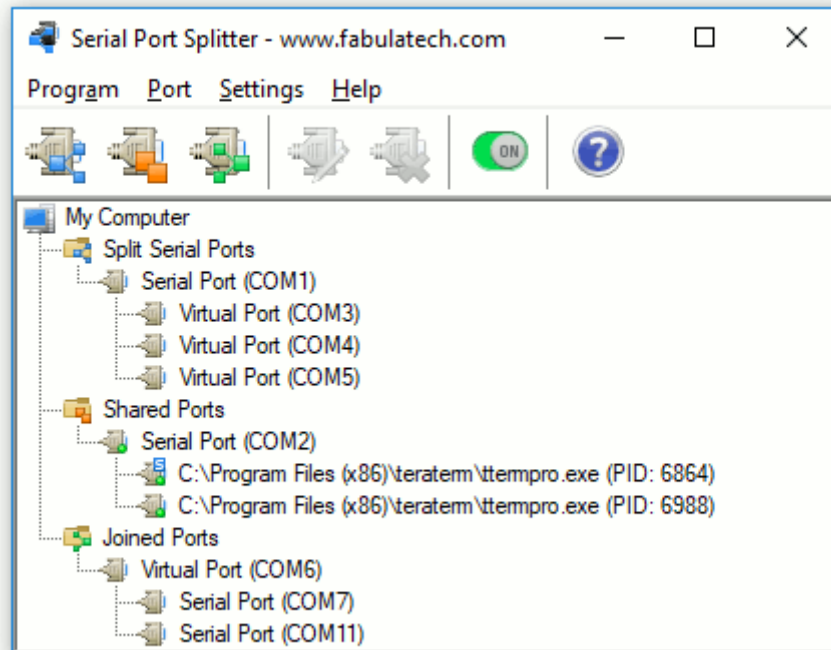 Serial Port Splitter - www.fabulatech.com
Program Port Settings Help
ON ?
My Computer
Split Serial Ports
Serial Port (COM1)
Virtual Port (COM3)
Virtual Port (COM4)
Virtual Port (COM5)
Shared Ports
Serial Port (COM2)
S C:\Program Files (x86)\teraterm\ttermpro.exe (PID: 6864)
C:\Program Files (x86)\teraterm\ttermpro.exe (PID: 6988)
Joined Ports
Virtual Port (COM6)
Serial Port (COM7)
Serial Port (COM11)